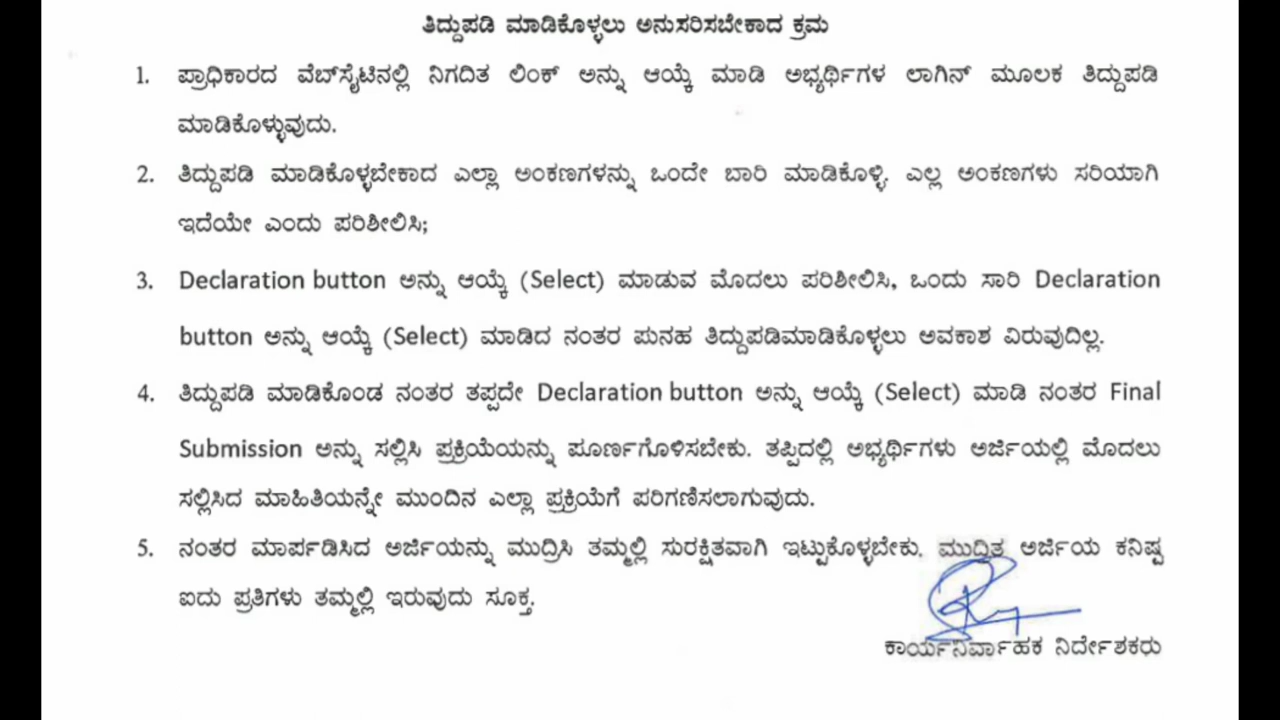 ತಿದ್ದುಪಡಿ ಮಾಡಿಕೊಳ್ಳಲು ಅನುಸರಿಸಬೇಕಾದ ಕ್ರಮ
1. ಪ್ರಾಧಿಕಾರದ ವೆಬ್‌ಸೈಟಿನಲ್ಲಿ ನಿಗದಿತ ಲಿಂಕ್ ಅನ್ನು ಆಯ್ಕೆ ಮಾಡಿ ಅಭ್ಯರ್ಥಿಗಳ ಲಾಗಿನ್ ಮೂಲಕ ತಿದ್ದುಪಡಿ
ಮಾಡಿಕೊಳ್ಳುವುದು.
2. ತಿದ್ದುಪಡಿ ಮಾಡಿಕೊಳ್ಳಬೇಕಾದ ಎಲ್ಲಾ ಅಂಕಣಗಳನ್ನು ಒಂದೇ ಬಾರಿ ಮಾಡಿಕೊಳ್ಳಿ. ಎಲ್ಲ ಅಂಕಣಗಳು ಸರಿಯಾಗಿ
ಇದೆಯೇ ಎಂದು ಪರಿಶೀಲಿಸಿ;
3. Declaration button ಅನ್ನು ಆಯ್ಕೆ (Select) ಮಾಡುವ ಮೊದಲು ಪರಿಶೀಲಿಸಿ, ಒಂದು ಸಾರಿ Declaration
button ಅನ್ನು ಆಯ್ಕೆ (Select) ಮಾಡಿದ ನಂತರ ಪುನಹ ತಿದ್ದುಪಡಿಮಾಡಿಕೊಳ್ಳಲು ಅವಕಾಶ ವಿರುವುದಿಲ್ಲ.
4. ತಿದ್ದುಪಡಿ ಮಾಡಿಕೊಂಡ ನಂತರ ತಪ್ಪದೇ Declaration button ಅನ್ನು ಆಯ್ಕೆ (Select) ಮಾಡಿ ನಂತರ Final
Submission ಅನ್ನು ಸಲ್ಲಿಸಿ ಪ್ರಕ್ರಿಯೆಯನ್ನು ಪೂರ್ಣಗೊಳಿಸಬೇಕು. ತಪ್ಪಿದಲ್ಲಿ ಅಭ್ಯರ್ಥಿಗಳು ಅರ್ಜಿಯಲ್ಲಿ ಮೊದಲು
ಸಲ್ಲಿಸಿದ ಮಾಹಿತಿಯನ್ನೇ ಮುಂದಿನ ಎಲ್ಲಾ ಪ್ರಕ್ರಿಯೆಗೆ ಪರಿಗಣಿಸಲಾಗುವುದು.
5. ನಂತರ ಮಾರ್ಪಡಿಸಿದ ಅರ್ಜಿಯನ್ನು ಮುದ್ರಿಸಿ ತಮ್ಮಲ್ಲಿ ಸುರಕ್ಷಿತವಾಗಿ ಇಟ್ಟುಕೊಳ್ಳಬೇಕು. ಮುದ್ರಿತ ಅರ್ಜಿಯ ಕನಿಷ್ಪ
ಐದು ಪ್ರತಿಗಳು ತಮ್ಮಲ್ಲಿ ಇರುವುದು ಸೂಕ್ತ.
ಕಾರ್ಯನಿರ್ವಾಹಕ ನಿರ್ದೇಶಕರು